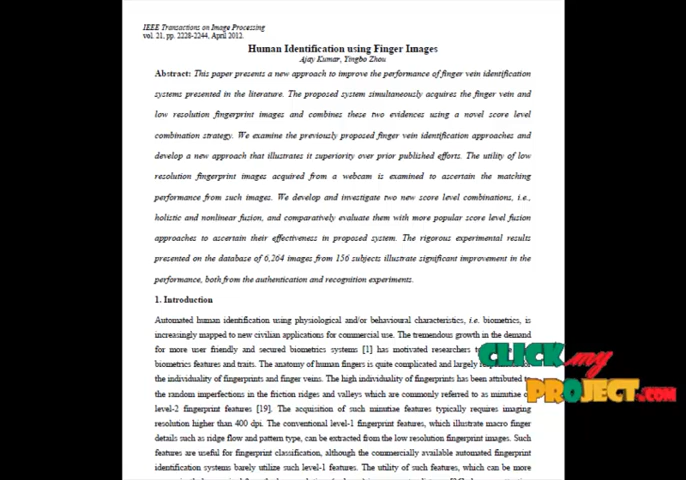 IEEE Transactions on Image Processing
vol. 21, pp. 2228-2244, April 2012.
Human Identification using Finger Images
Ajay Kumar, Yingbo Zhou
Abstract: This paper presents a new approach to improve the performance of finger vein identification
systems presented in the literature. The proposed system simultaneously acquires the finger vein and
low resolution fingerprint images and combines these two evidences using a novel score level
combination strategy. We examine the previously proposed finger vein identification approaches and
develop a new approach that illustrates it superiority over prior published efforts. The utility of low
resolution fingerprint images acquired from a webcam is examined to ascertain the matching
performance from such images. We develop and investigate two new score level combinations, i.e.,
holistic and nonlinear fusion, and comparatively evaluate them with more popular score level fusion
approaches to ascertain their effectiveness in proposed system. The rigorous experimental results
presented on the database of 6,264 images from 156 subjects illustrate significant improvement in the
performance, both from the authentication and recognition experiments.
1. Introduction
Automated human identification using physiological and/or behavioural characteristics, i.e. biometrics, is
increasingly mapped to new civilian applications for commercial use. The tremendous growth in the demand
for more user friendly and secured biometrics systems [1] has motivated researchers
biometrics features and traits. The anatomy of human fingers is quite complicated and largely
the individuality of fingerprints and finger veins. The high individuality of fingerprints has been attributed
the random imperfections in the friction ridges and valleys which are commonly referred to as minutiae
level-2 fingerprint features [19]. The acquisition of such minutiae features typically requires imaging
resolution higher than 400 dpi. The conventional level-1 fingerprint features, which illustrate macro finger
details such as ridge flow and pattern type, can be extracted from the low resolution fingerprint images. Such
features are useful for fingerprint classification, although the commercially available automated fingerprint
identification systems barely utilize such level-1 features. The utility of such features, which can be more
CLICK my
PROJECT.COM